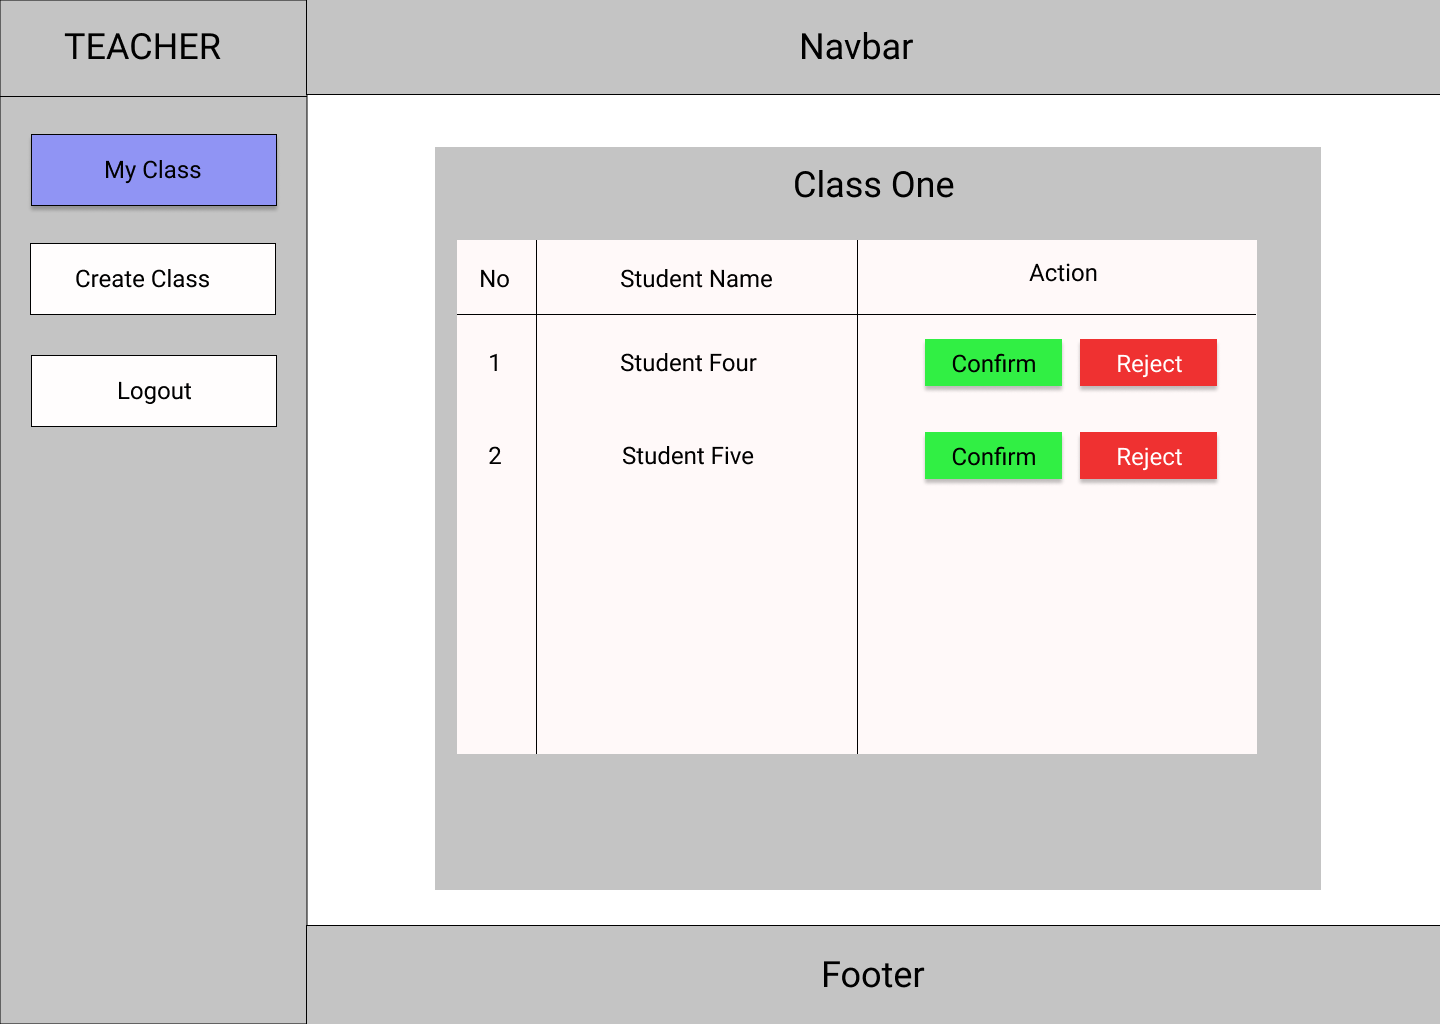 TEACHER
Navbar
My Class
Create Class
Logout
Class One
No Student Name Action
1 Student Four Confirm Reject
2 Student Five Confirm Reject
Footer